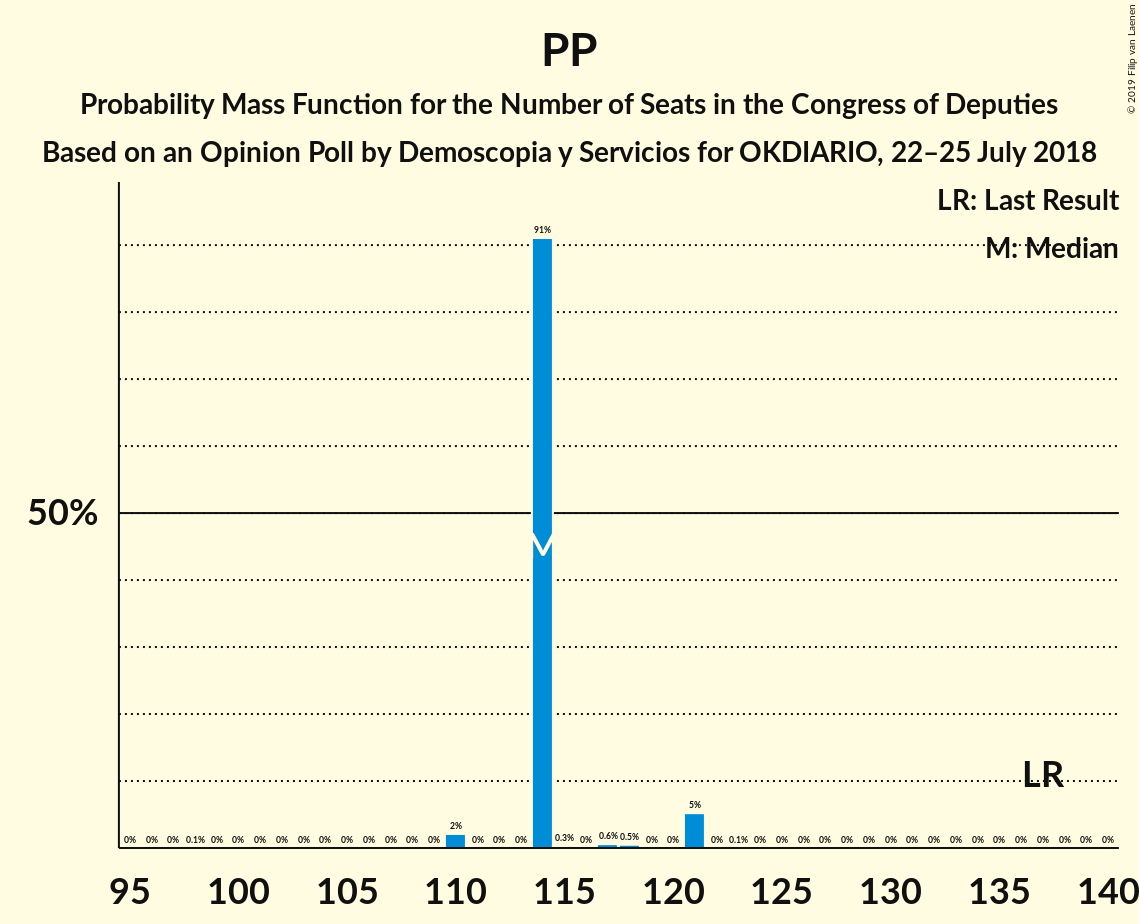 PP
Probability Mass Function for the Number of Seats in the Congress of Deputies
Based on an Opinion Poll by Demoscopia y Servicios for OKDIARIO, 22–25 July 2018
© 2019 Filip van Laenen
LR: Last Result
M: Median
50%
LR
0% 0% 0% 0.1% 0% 0% 0% 0% 0% 0% 0% 0% 0% 0% 0% 2% 0% 0% 0% 91% 0.3% 0% 0.6% 0.5% 0% 0% 5% 0% 0.1% 0% 0% 0% 0% 0% 0% 0% 0% 0% 0% 0% 0% 0% 0% 0% 0% 0%
95 100 105 110 115 120 125 130 135 140